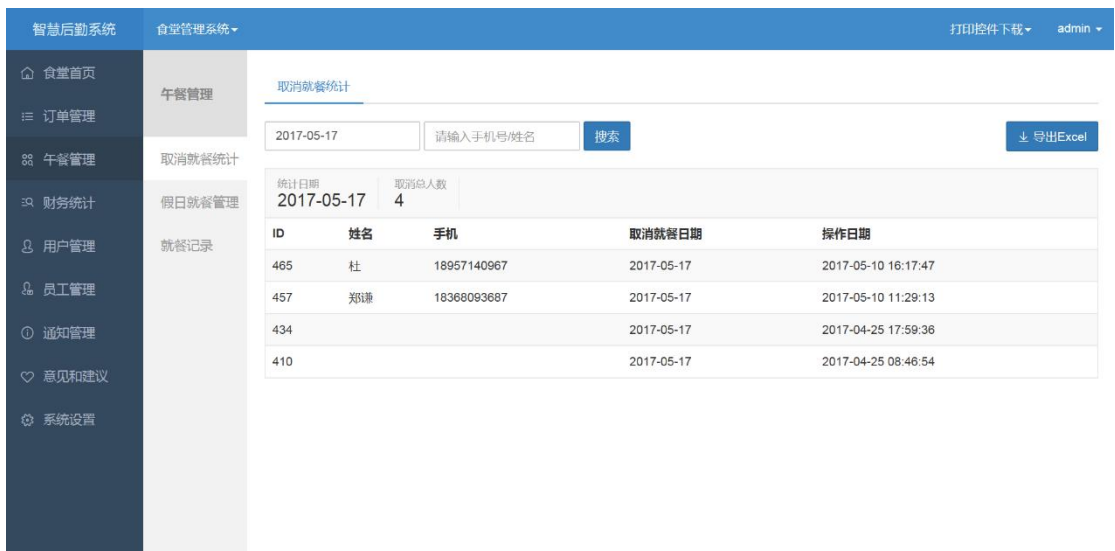 智慧后勤系统 食堂管理系统 打印控件下载 admin
食堂首页
订单管理
午餐管理
财务统计
用户管理
员工管理
通知管理
意见和建议
系统设置
午餐管理
取消就餐统计
假日就餐管理
就餐记录
取消就餐统计
2017-05-17 请输入手机号/姓名 搜索 导出Excel
统计日期 取消总人数
2017-05-17 4
ID 姓名 手机 取消就餐日期 操作日期
465 杜 18957140967 2017-05-17 2017-05-10 16:17:47
457 郑谦 18368093687 2017-05-17 2017-05-10 11:29:13
434 2017-05-17 2017-04-25 17:59:36
410 2017-05-17 2017-04-25 08:46:54